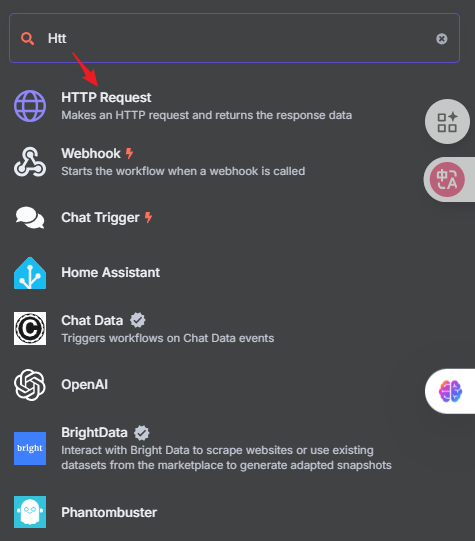 Htt
HTTP Request
Makes an HTTP request and returns the response data
Webhook
Starts the workflow when a webhook is called
Chat Trigger
Home Assistant
Chat Data
Triggers workflows on Chat Data events
OpenAI
bright
BrightData
Interact with Bright Data to scrape websites or use existing
datasets from the marketplace to generate adapted snapshots
Phantombuster
中A